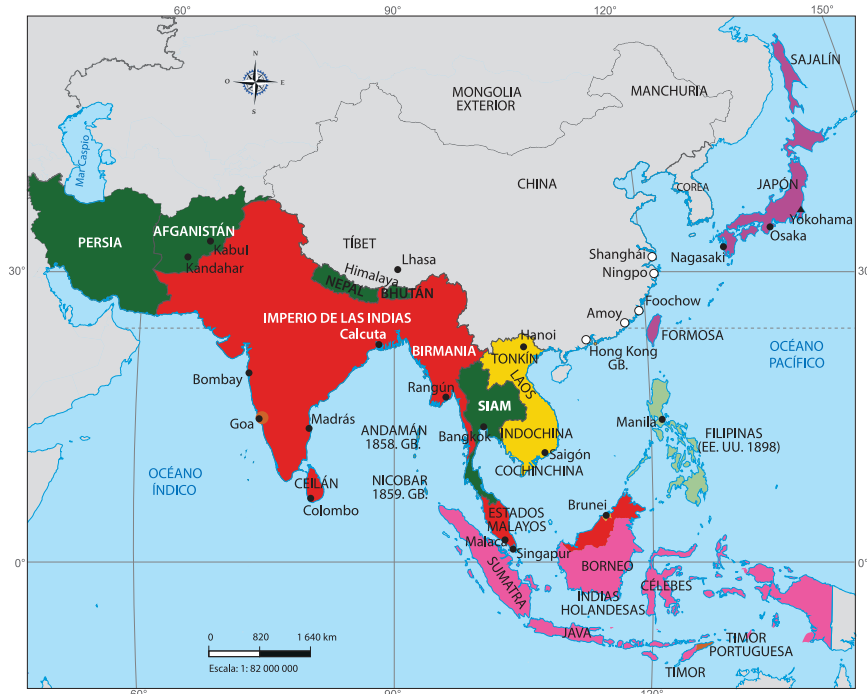 60°
90°
120°
150°
N
O
E
S
SAJALÍN
MONGOLIA
EXTERIOR
MANCHURIA
Mar Caspio
CHINA
COREA
JAPÓN
Yokohama
Osaka
Nagasaki
AFGANISTÁN
PERSIA
Kabul
Kandahar
TÍBET
Lhasa
Himalaya
NEPAL
BHUTÁN
Shanghai
Ningpo
30°
30°
Foochow
Amoy
IMPERIO DE LAS INDIAS
Calcuta
BIRMANIA
Hanoi
TONKÍN
Hong Kong
GB.
FORMOSA
OCÉANO
PACÍFICO
Bombay
LAOS
Rangún
SIAM
Goa
Madrás
ANDAMÁN
1858. GB.
Bangkok
INDOCHINA
Manila
FILIPINAS
(EE. UU. 1898)
Saigón
COCHINCHINA
OCÉANO
ÍNDICO
NICOBAR
1859. GB.
CEILÁN
Colombo
Brunei
ESTADOS
MALAYOS
Malaca
Singapur
0°
0°
SUMATRA
BORNEO
CÉLEBES
INDIAS
HOLANDESAS
JAVA
TIMOR
PORTUGUESA
TIMOR
0
820
1 640 km
Escala: 1: 82 000 000
60°
90°
120°